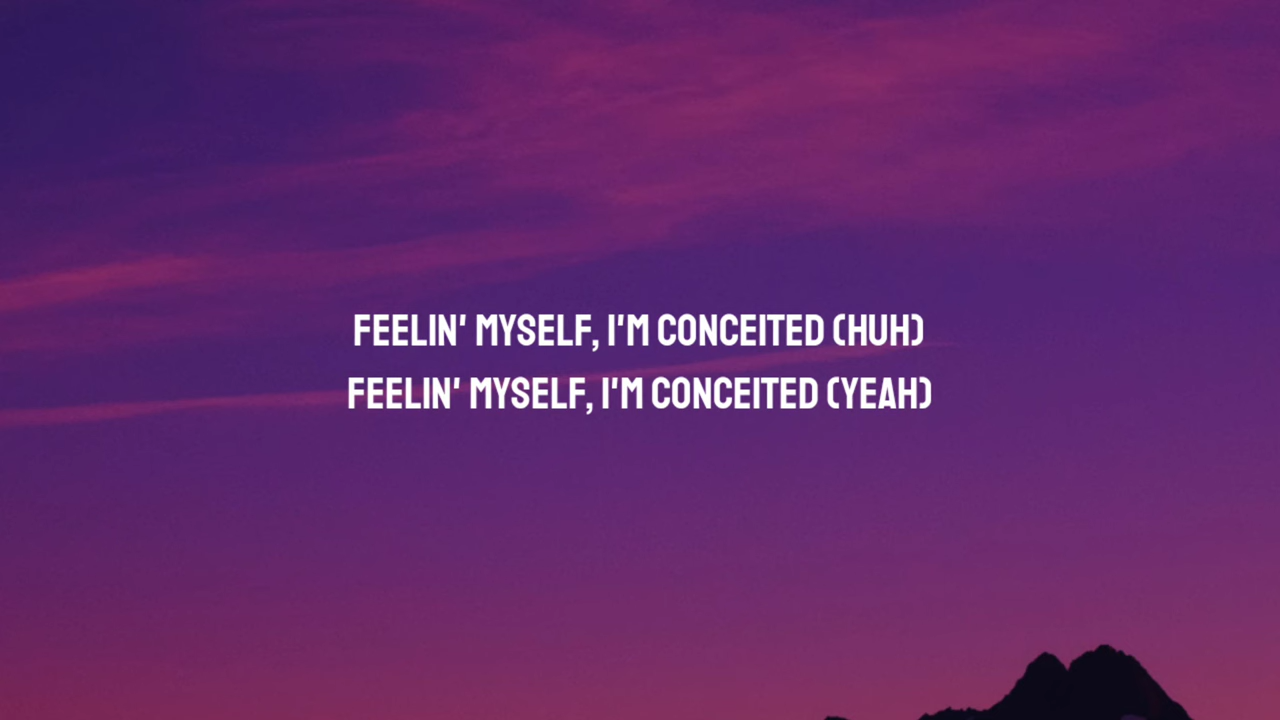 FEELIN' MYSELF, I'M CONCEITED (HUH)
FEELIN' MYSELF, I'M CONCEITED (YEAH)